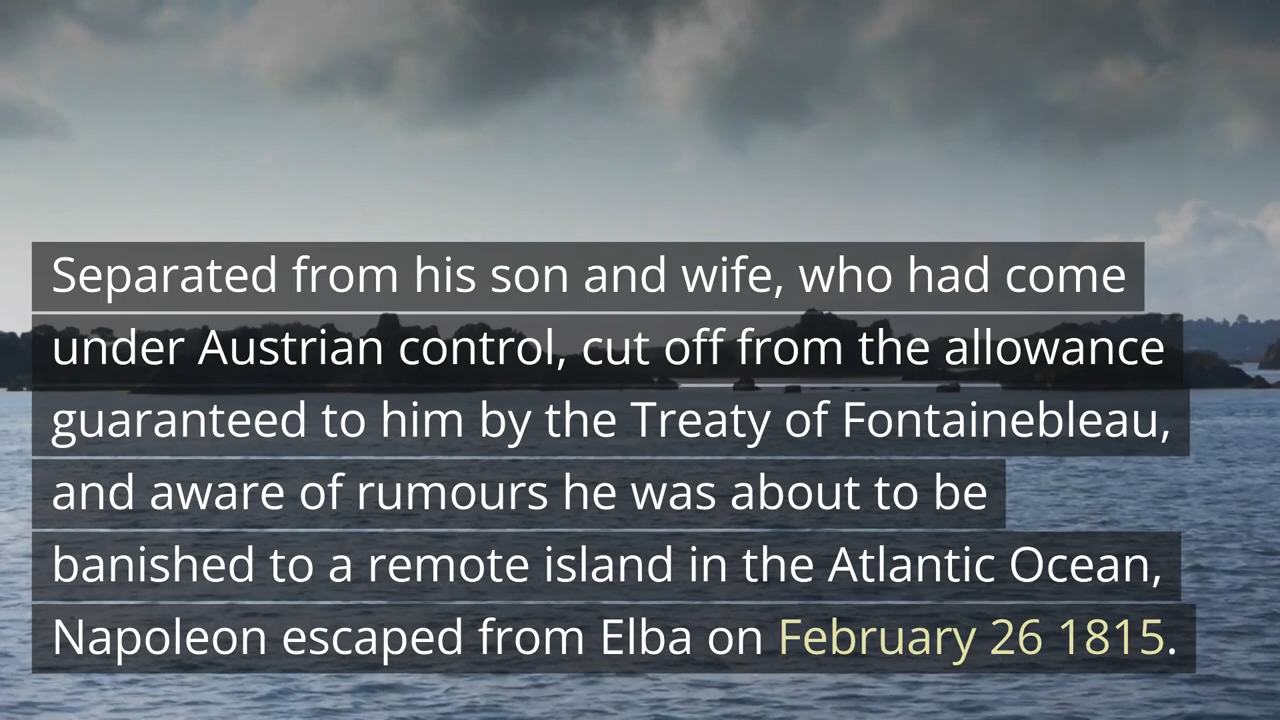 Separated from his son and wife, who had come
under Austrian control, cut off from the allowance
guaranteed to him by the Treaty of Fontainebleau,
and aware of rumours he was about to be
banished to a remote island in the Atlantic Ocean,
Napoleon escaped from Elba on February 26 1815.